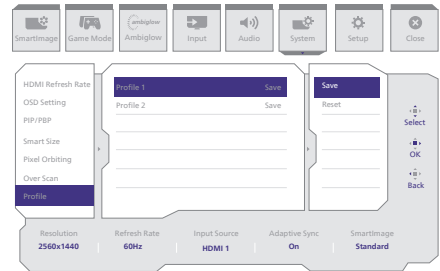 SmartImage
Game Mode
ambiglow
Ambiglow
Input
Audio
System
Setup
Close
HDMI Refresh Rate
OSD Setting
PIP/PBP
Smart Size
Pixel Orbiting
Over Scan
Profile
Profile 1 Save
Profile 2 Save
Save
Reset
Select
OK
Back
Resolution Refresh Rate Input Source Adaptive Sync SmartImage
2560x1440 60Hz HDMI 1 On Standard